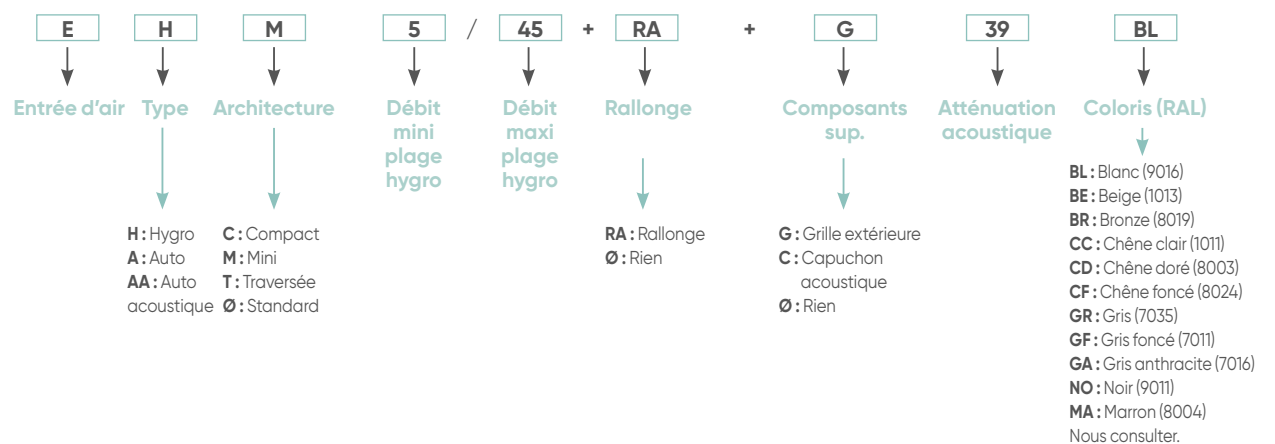 E H M 5 / 45 + RA + G 39 BL
Entrée d'air
Type
Architecture
Débit
mini
plage
hygro
Débit
maxi
plage
hygro
Rallonge
Composants
sup.
Atténuation
acoustique
Coloris (RAL)
H : Hygro
A : Auto
AA : Auto
acoustique
C : Compact
M : Mini
T : Traversée
Ø : Standard
RA : Rallonge
Ø : Rien
G : Grille extérieure
C : Capuchon
acoustique
Ø : Rien
BL : Blanc (9016)
BE : Beige (1013)
BR : Bronze (8019)
CC : Chêne clair (1011)
CD : Chêne doré (8003)
CF : Chêne foncé (8024)
GR : Gris (7035)
GF : Gris foncé (7011)
GA : Gris anthracite (7016)
NO : Noir (9011)
MA : Marron (8004)
Nous consulter.